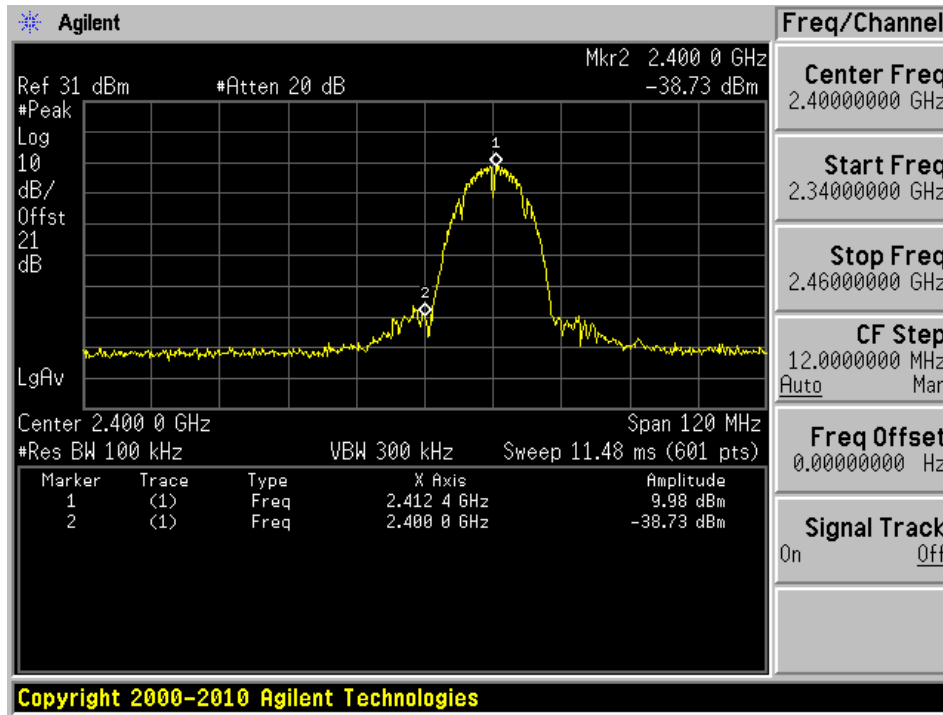 Agilent
Freq/Channel
Mkr2 2.400 0 GHz
Ref 31 dBm #Atten 20 dB -38.73 dBm
#Peak
Log
10
dB/
Offst
21
dB
LgAv
1
2
Center 2.400 0 GHz Span 120 MHz
#Res BW 100 kHz VBW 300 kHz Sweep 11.48 ms (601 pts)
Marker Trace Type X Axis Amplitude
1 (1) Freq 2.412 4 GHz 9.98 dBm
2 (1) Freq 2.400 0 GHz -38.73 dBm
Center Freq
2.40000000 GHz
Start Freq
2.34000000 GHz
Stop Freq
2.46000000 GHz
CF Step
12.0000000 MHz
Auto Man
Freq Offset
0.00000000 Hz
Signal Track
On Off
Copyright 2000-2010 Agilent Technologies